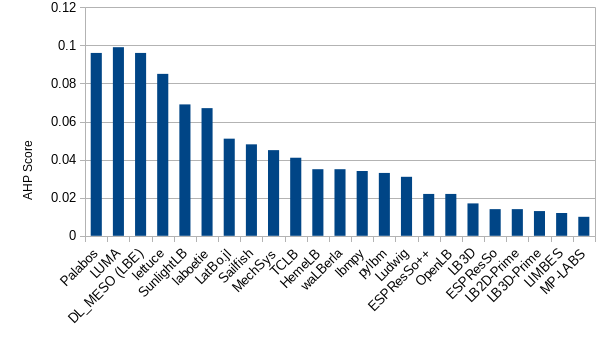 0.12
0.1
0.08
0.06
0.04
0.02
0
AHP Score
Palabos
LUMA
DL_MESO (LBE)
lettuce
SunlightLB
laboetie
LatBo.jl
Sailfish
MechSys
TCLB
HemeLB
waLBerla
lbmpy
pylbm
Ludwig
ESPResSo++
OpenLB
LB3D
ESPResSo
LB2D-Prime
LB3D-Prime
LIMBES
MP-LABS